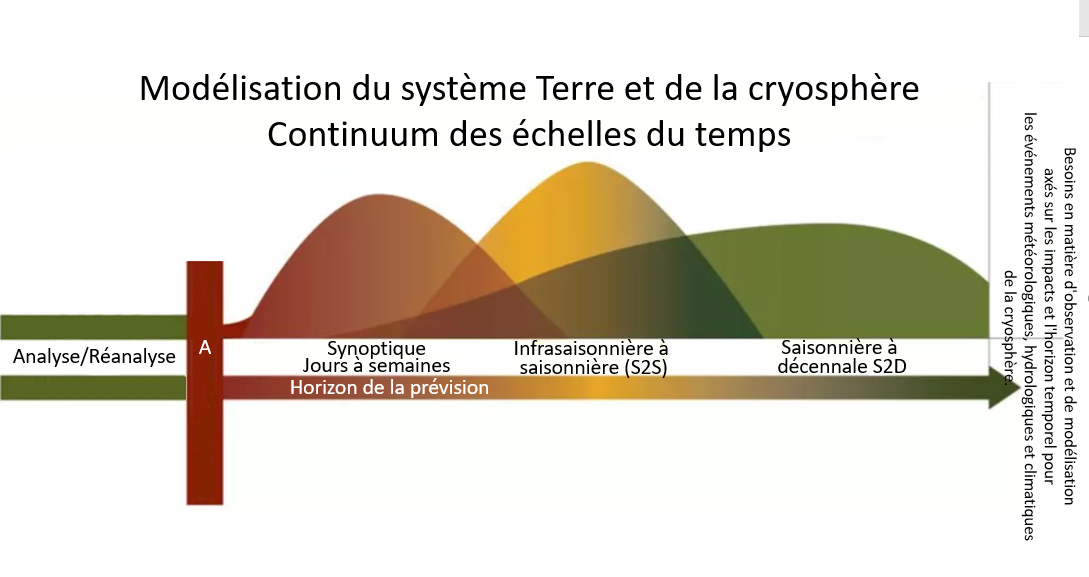 Modélisation du système Terre et de la cryosphère
Continuum des échelles du temps
Analyse/Réanalyse
A
Synoptique
Jours à semaines
Infrasaisonnière à
saisonnière (S2S)
Saisonnière à
décennale S2D
Horizon de la prévision
Besoins en matière d'observation et de modélisation
axés sur les impacts et l'horizon temporel pour
les événements météorologiques, hydrologiques et climatiques
de la cryosphère.